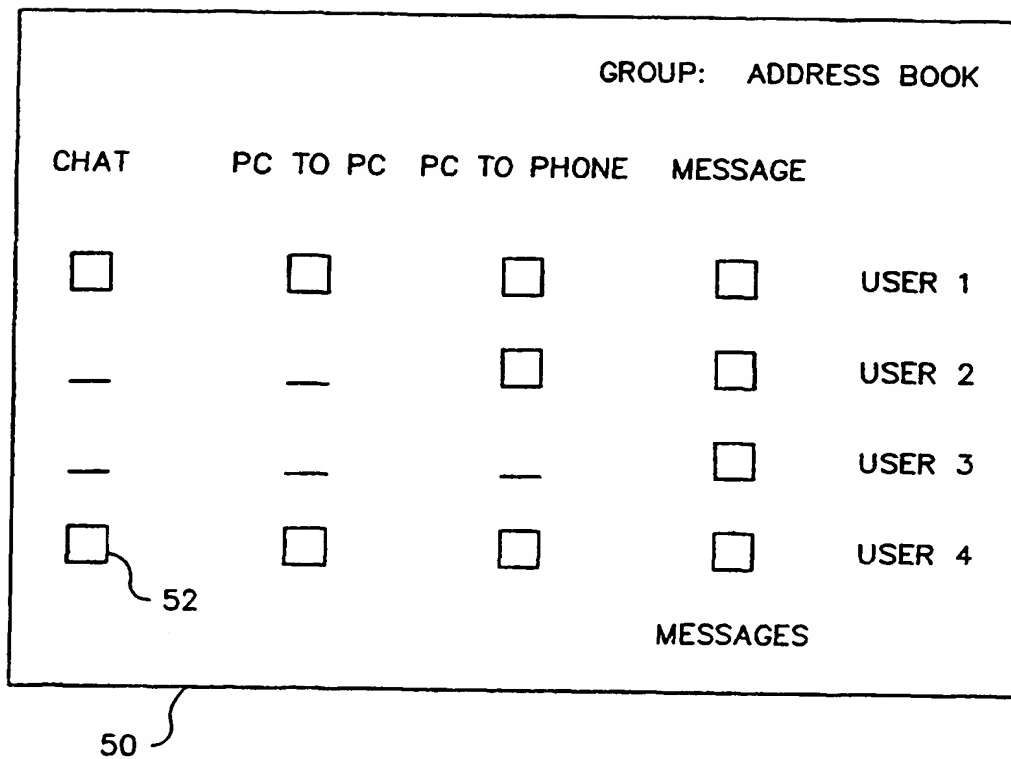 GROUP: ADDRESS BOOK
CHAT PC TO PC PC TO PHONE MESSAGE
USER 1
USER 2
USER 3
USER 4
52
MESSAGES
50